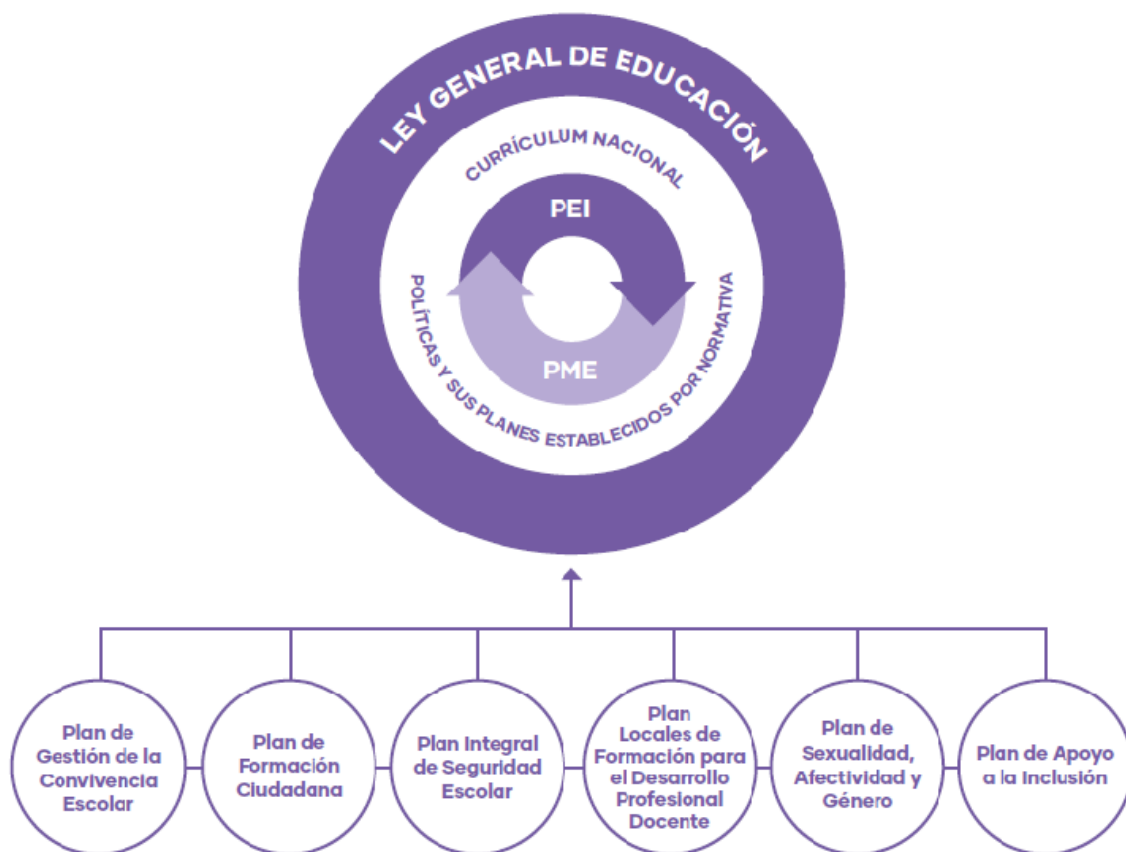 LEY GENERAL DE EDUCACIÓN
CURRÍCULUM NACIONAL
PEI
PME
POLÍTICAS Y SUS PLANES ESTABLECIDOS POR NORMATIVA
Plan de
Gestión de la
Convivencia
Escolar
Plan de
Formación
Ciudadana
Plan Integral
de Seguridad
Escolar
Plan
Locales de
Formación para
el Desarrollo
Profesional
Docente
Plan de
Sexualidad,
Afectividad y
Género
Plan de Apoyo
a la Inclusión